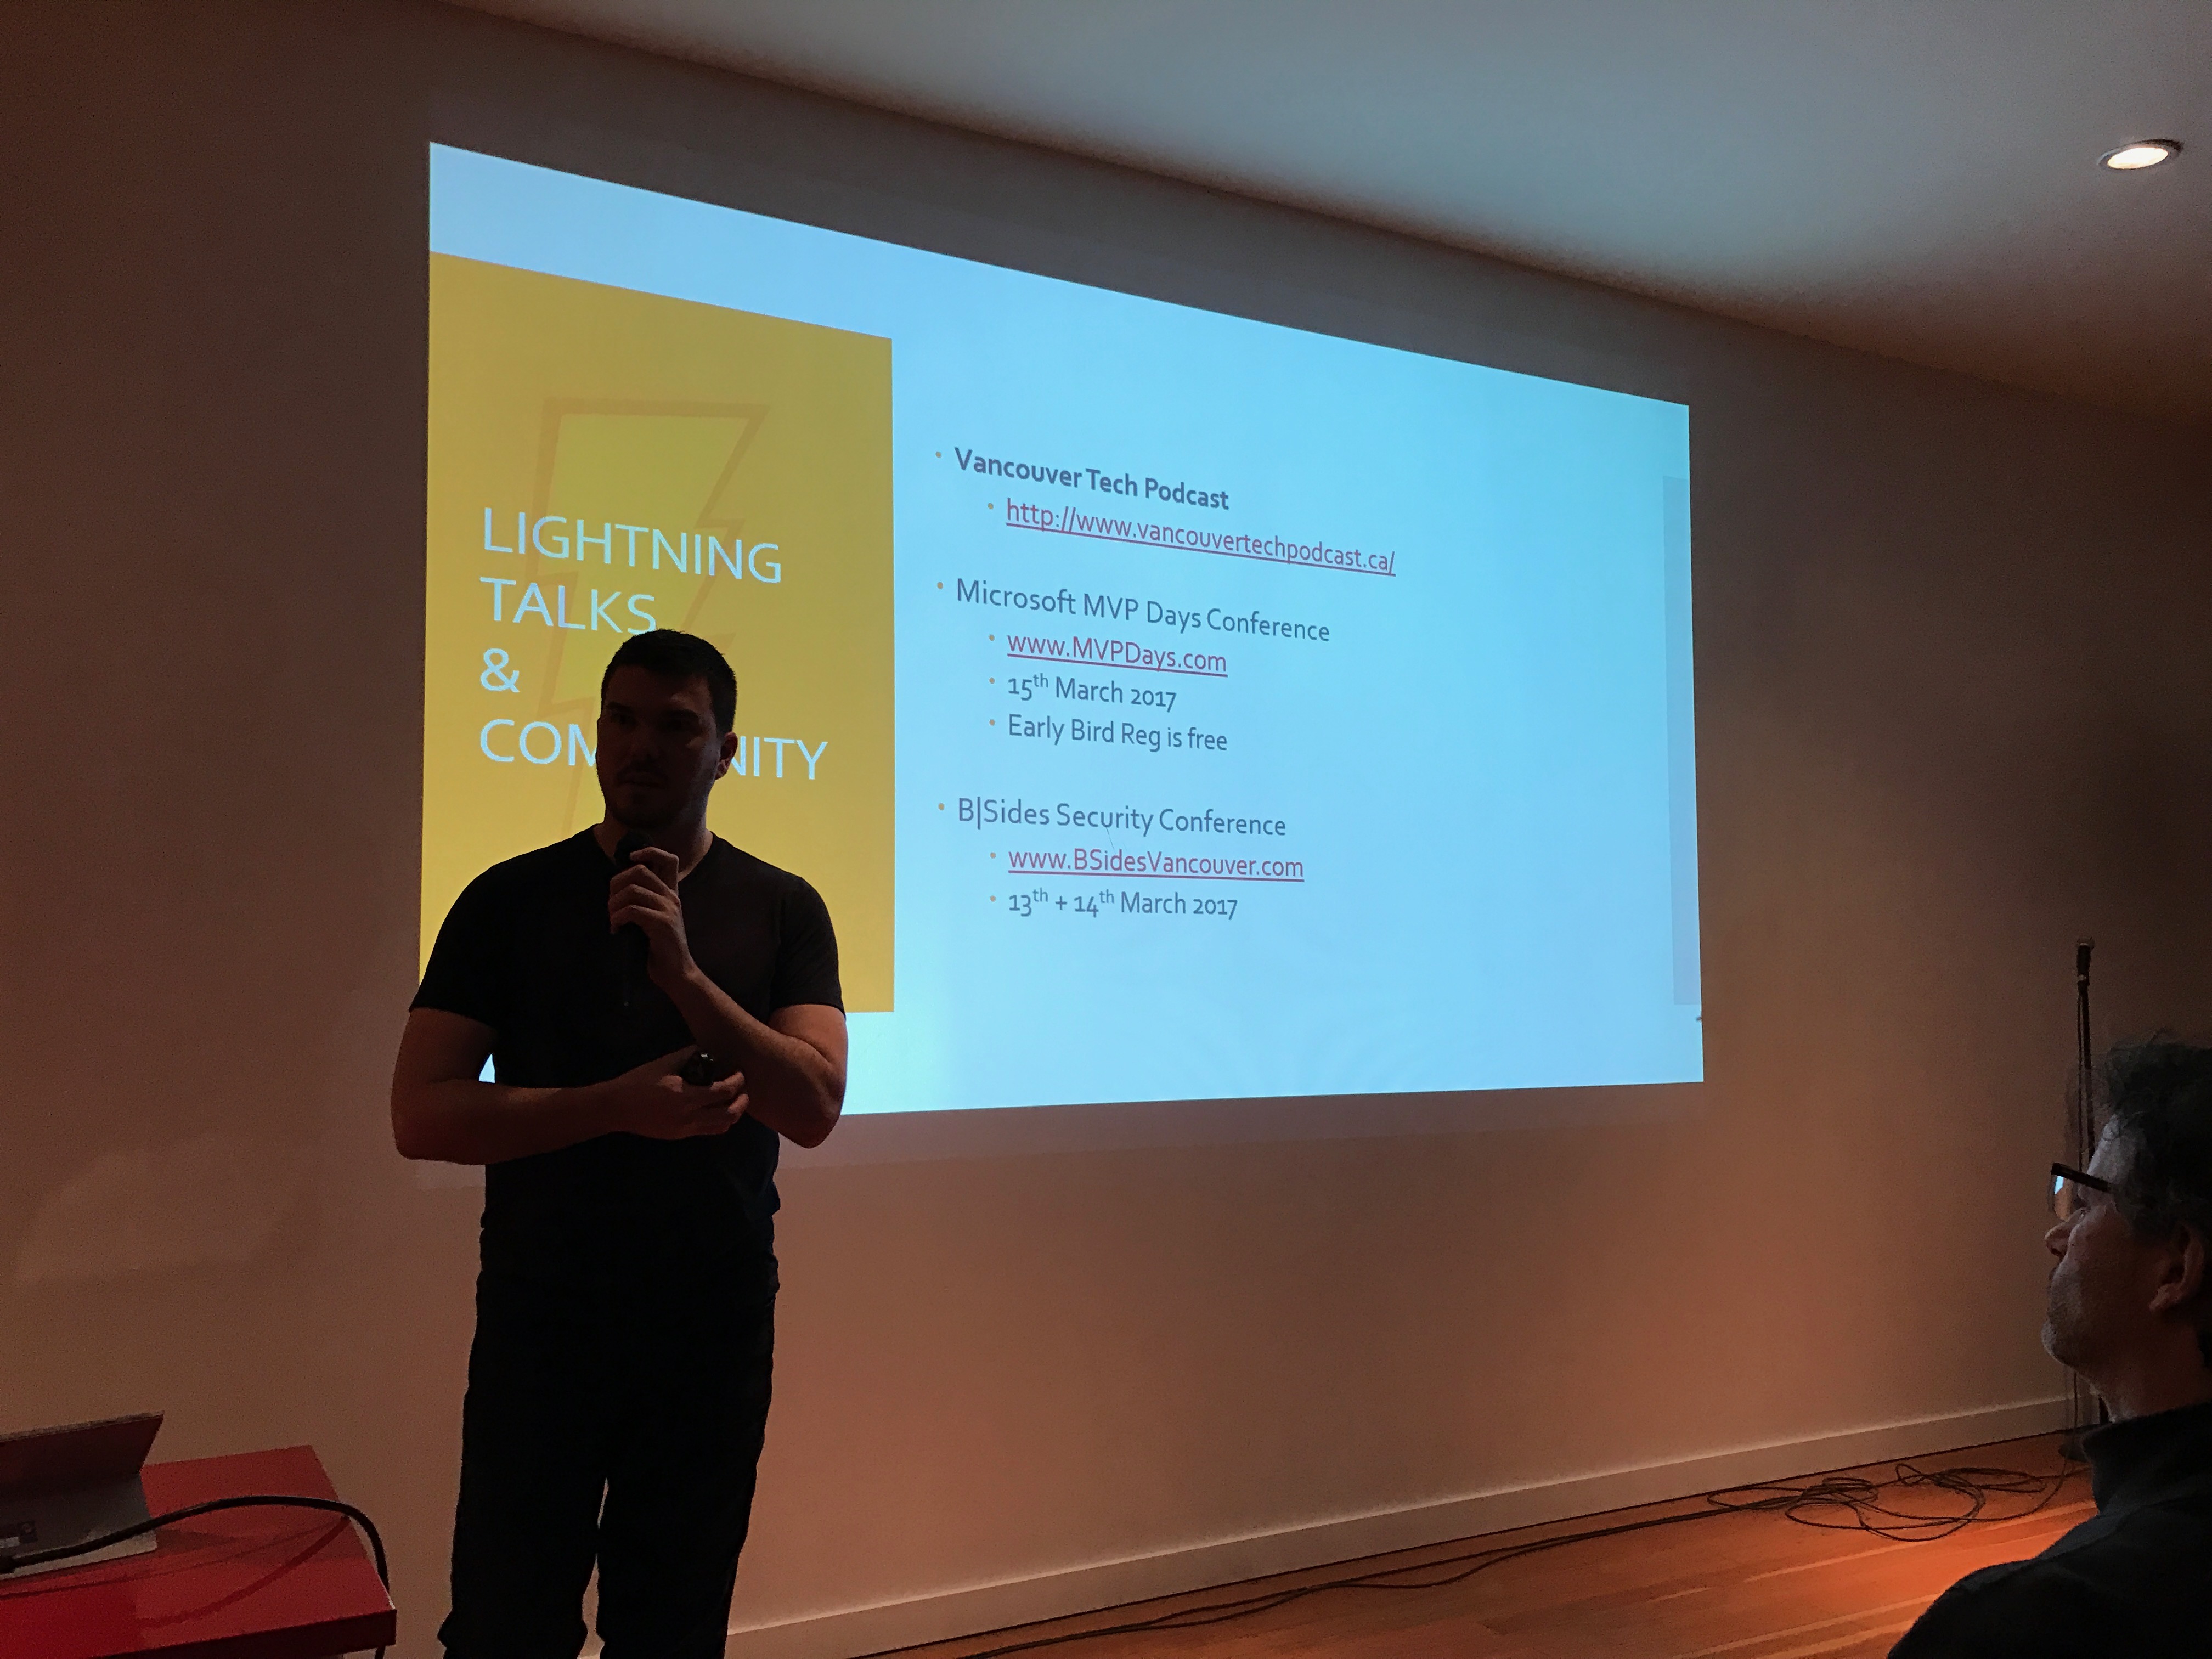 LIGHTNING
TALKS
&
COM NITY
Vancouver Tech Podcast
http://www.vancouvertechpodcast.ca/
Microsoft MVP Days Conference
www.MVPDays.com
15th March 2017
Early Bird Reg is free
B|Sides Security Conference
www.BSidesVancouver.com
13th + 14th March 2017